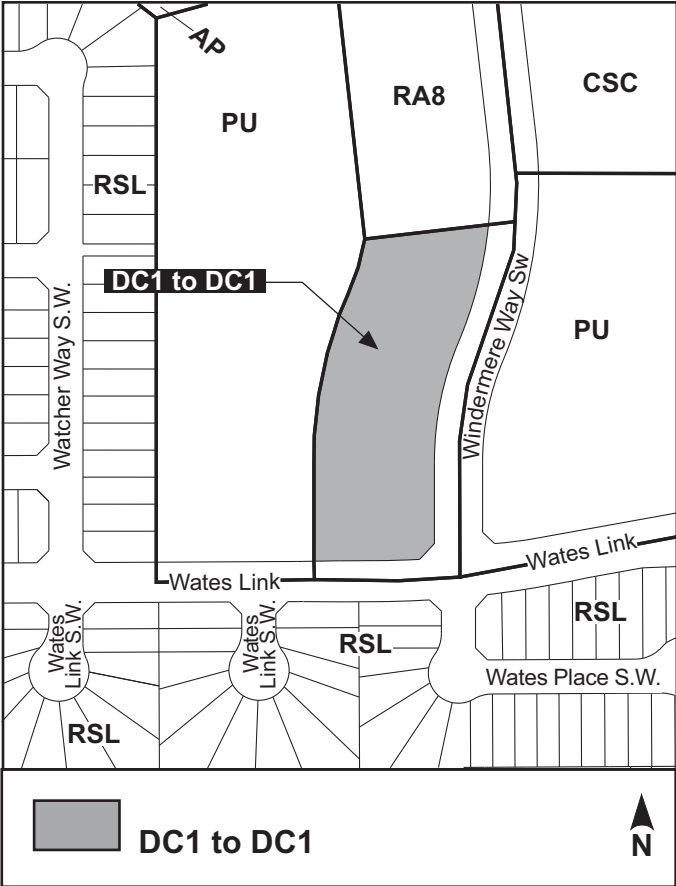 AP
PU
RA8
CSC
RSL
DC1 to DC1
Watcher Way S.W.
Windermere Way Sw
PU
Wates Link
Wates Link
Wates
Link S.W.
Wates
Link S.W.
RSL
RSL
Wates Place S.W.
RSL
DC1 to DC1
N